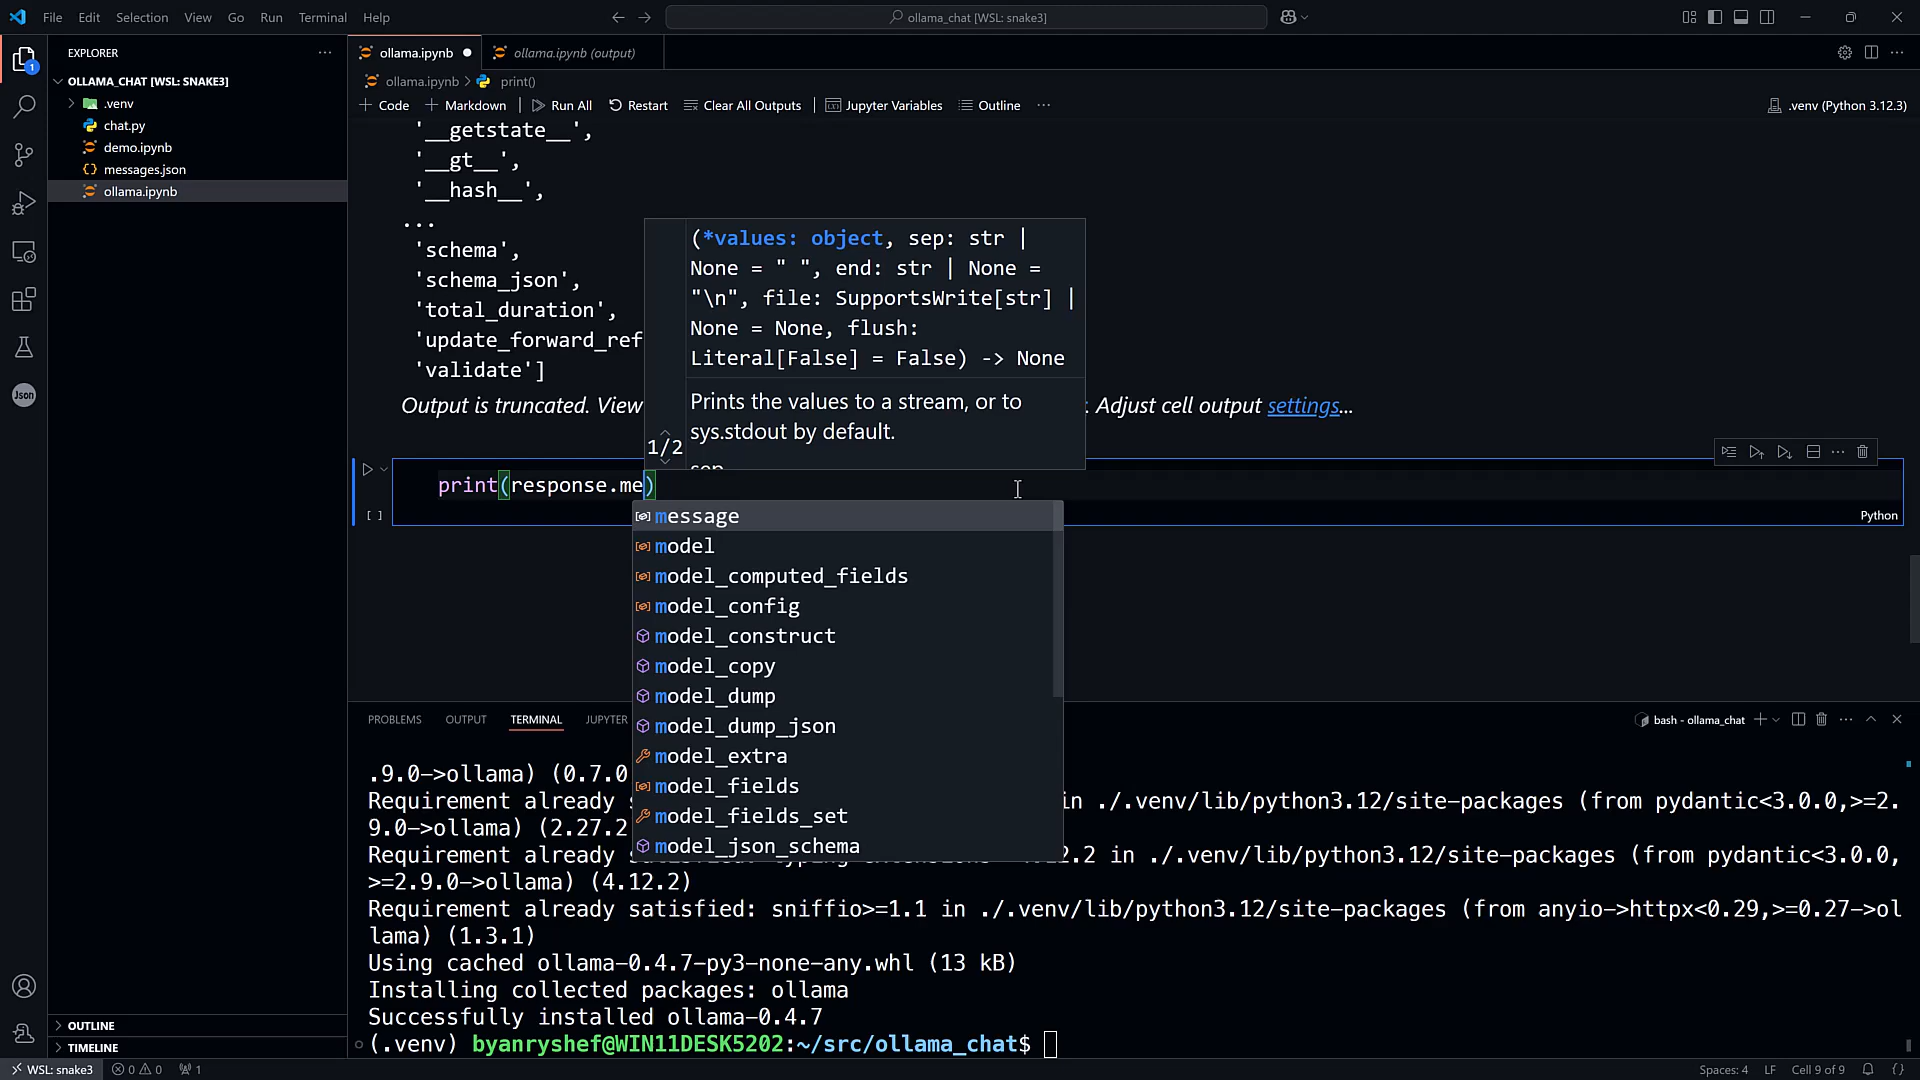 File Edit Selection View Go Run Terminal Help
ollama_chat [WSL: snake3]
EXPLORER
OLLAMA_CHAT [WSL: SNAKE3]
.venv
chat.py
demo.ipynb
messages.json
ollama.ipynb
1
Json
OUTLINE
TIMELINE
ollama.ipynb
ollama.ipynb (output)
ollama.ipynb > print()
Code Markdown Run All Restart Clear All Outputs Jupyter Variables Outline ...
.venv (Python 3.12.3)
'__getstate__',
'__gt__',
'__hash__',
...
'schema',
'schema_json',
'total_duration',
'update_forward_ref
'validate']
Output is truncated. View
. Adjust cell output settings...
(*values: object, sep: str |
None = " ", end: str | None =
"\n", file: SupportsWrite[str] |
None = None, flush:
Literal[False] = False) -> None
Prints the values to a stream, or to
sys.stdout by default.
1/2
sep
print(response.me)
[ ]
Python
message
model
model_computed_fields
model_config
model_construct
model_copy
model_dump
model_dump_json
model_extra
model_fields
model_fields_set
model_json_schema
PROBLEMS OUTPUT TERMINAL JUPYTER
bash - ollama_chat
.9.0->ollama) (0.7.0
Requirement already s in ./.venv/lib/python3.12/site-packages (from pydantic<3.0.0,>=2.
9.0->ollama) (2.27.2
Requirement already .2 in ./.venv/lib/python3.12/site-packages (from pydantic<3.0.0,
>=2.9.0->ollama) (4.12.2)
Requirement already satisfied: sniffio>=1.1 in ./.venv/lib/python3.12/site-packages (from anyio->httpx<0.29,>=0.27->ol
lama) (1.3.1)
Using cached ollama-0.4.7-py3-none-any.whl (13 kB)
Installing collected packages: ollama
Successfully installed ollama-0.4.7
(.venv) byanryshef@WIN11DESK5202:~/src/ollama_chat$
WSL: snake3 0 0 1
Spaces: 4 LF Cell 9 of 9